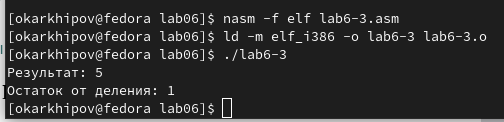 [okarkhipov@fedora lab06]$ nasm -f elf lab6-3.asm
[okarkhipov@fedora lab06]$ ld -m elf_i386 -o lab6-3 lab6-3.o
[okarkhipov@fedora lab06]$ ./lab6-3
Результат: 5
Остаток от деления: 1
[okarkhipov@fedora lab06]$